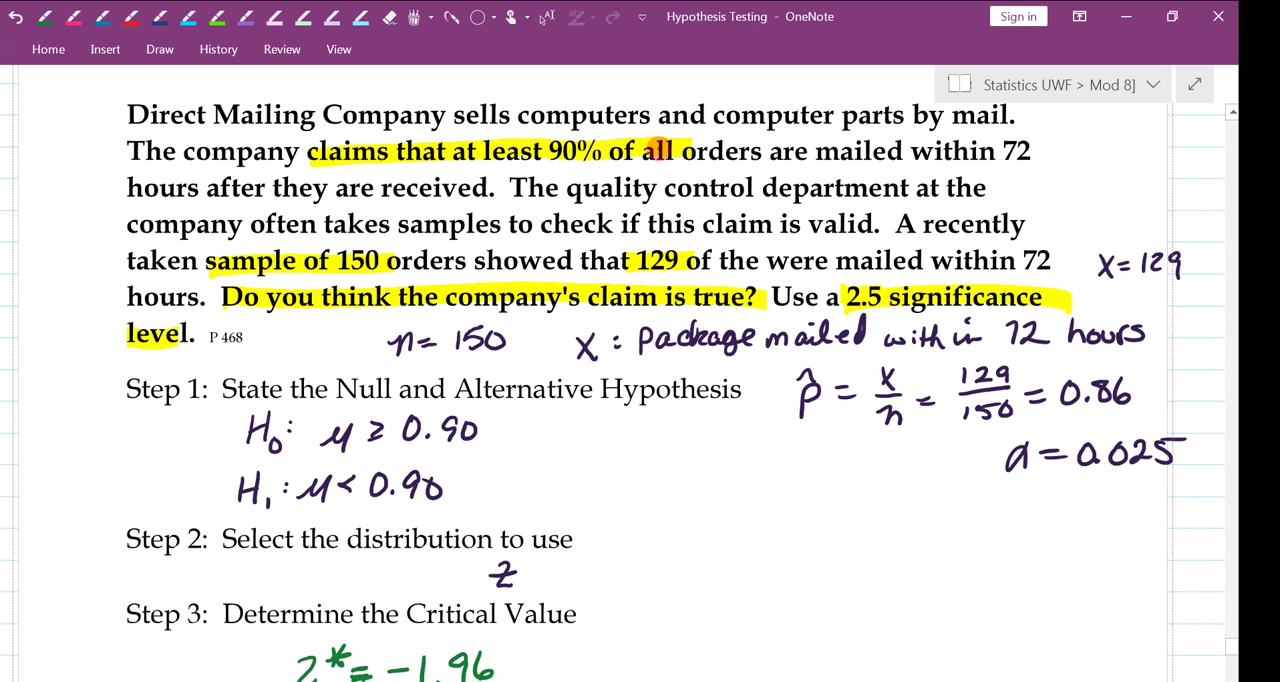 Hypothesis Testing - OneNote
Sign in
Home Insert Draw History Review View
Statistics UWF > Mod 8]
Direct Mailing Company sells computers and computer parts by mail.
The company claims that at least 90% of all orders are mailed within 72
hours after they are received. The quality control department at the
company often takes samples to check if this claim is valid. A recently
taken sample of 150 orders showed that 129 of the were mailed within 72
x = 129
hours. Do you think the company's claim is true? Use a 2.5 significance
level. P 468
n = 150 x : package mailed within 72 hours
Step 1: State the Null and Alternative Hypothesis
p̂ = x/n = 129/150 = 0.86
H₀: μ ≥ 0.90
α = 0.025
H₁: μ < 0.90
Step 2: Select the distribution to use
Z
Step 3: Determine the Critical Value
Z* = -1.96